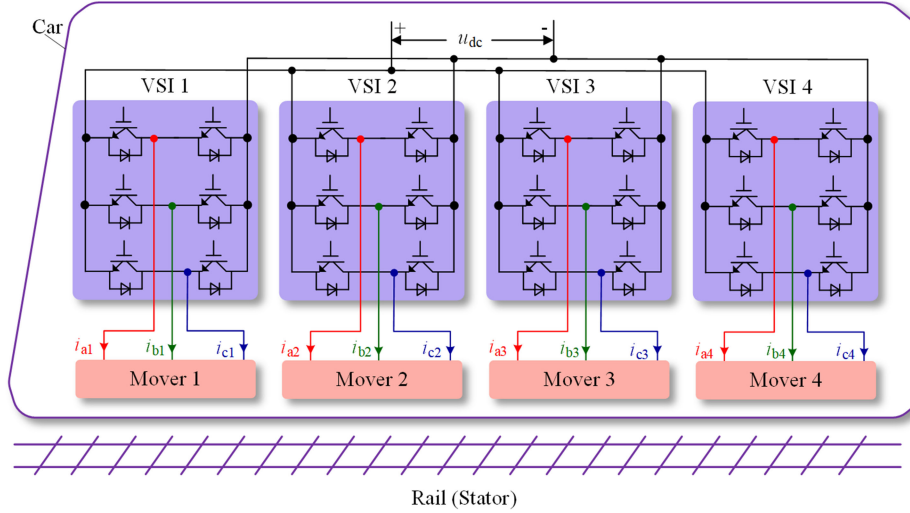 Car
+ u_dc -
VSI 1 VSI 2 VSI 3 VSI 4
i_a1 i_b1 i_c1 i_a2 i_b2 i_c2 i_a3 i_b3 i_c3 i_a4 i_b4 i_c4
Mover 1 Mover 2 Mover 3 Mover 4
Rail (Stator)